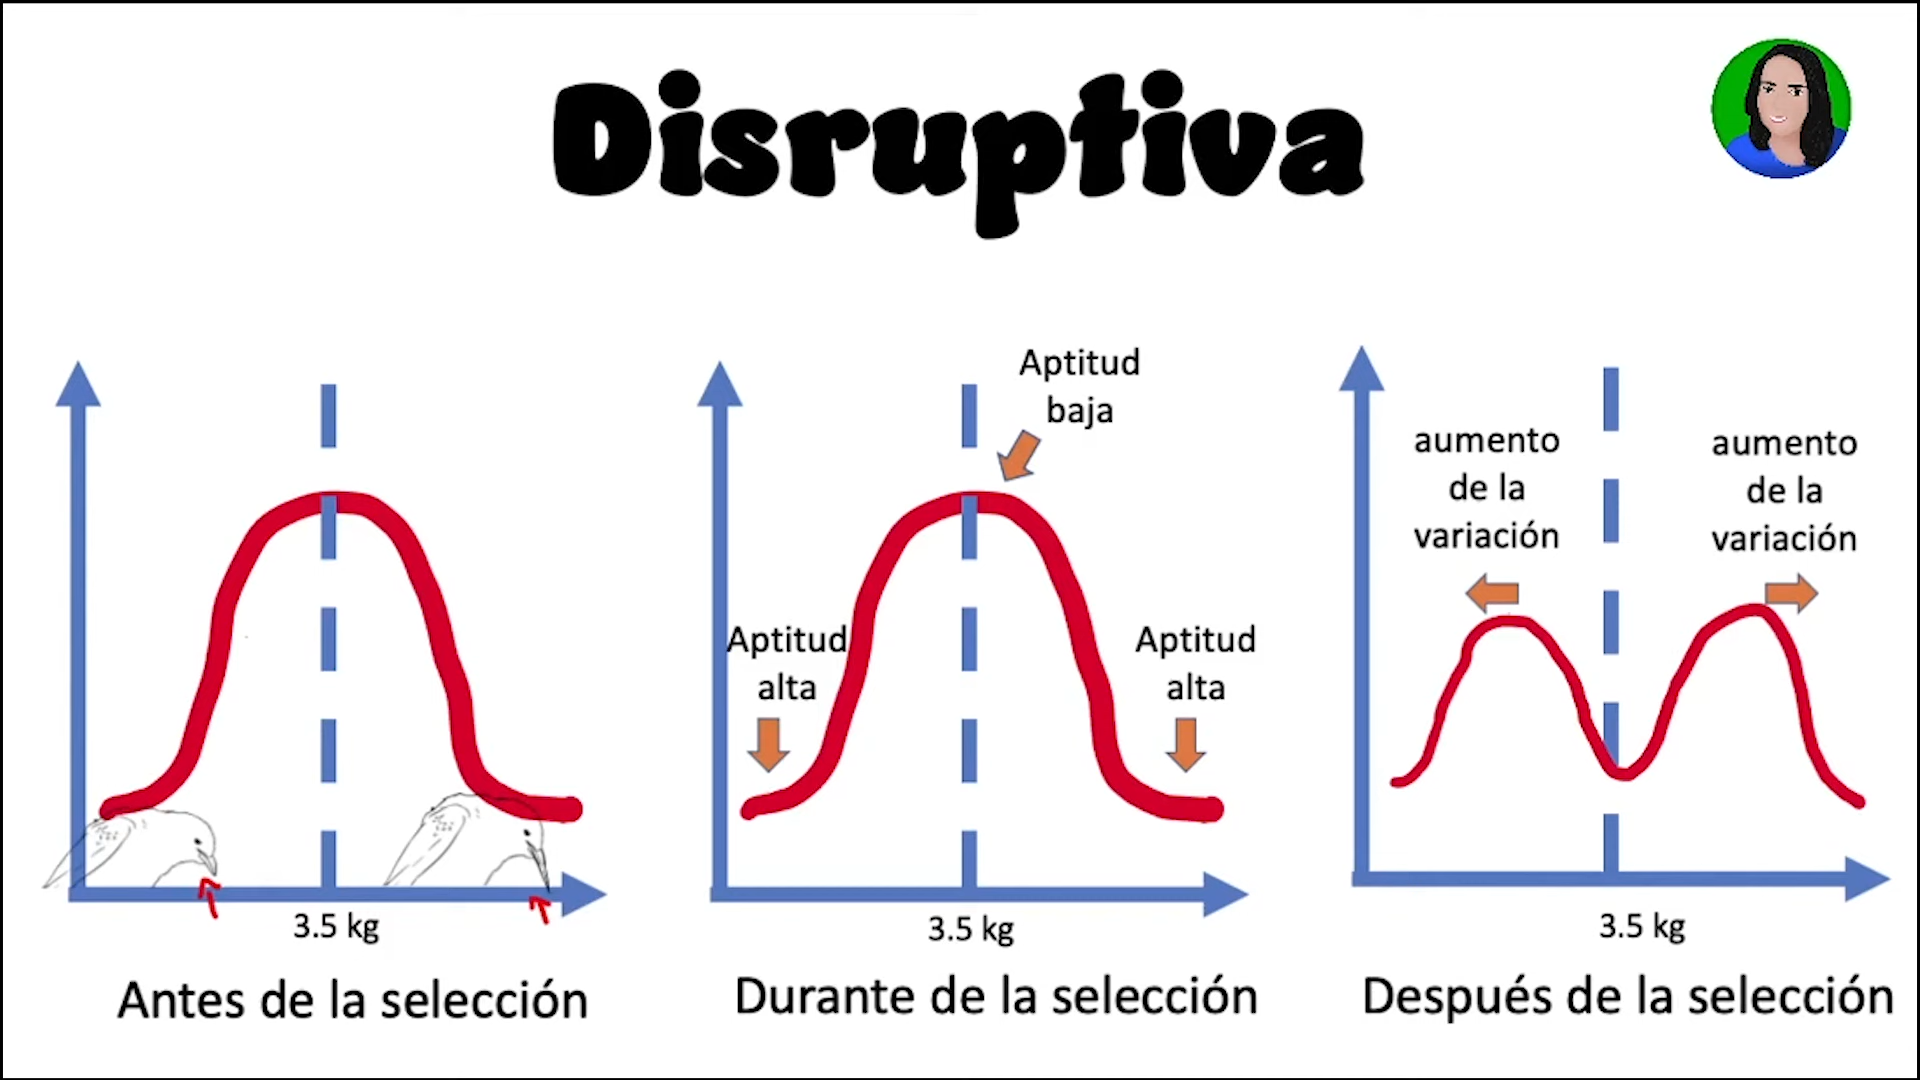 Disruptiva
3.5 kg
Antes de la selección
Aptitud
baja
Aptitud
alta
Aptitud
alta
3.5 kg
Durante de la selección
aumento
de la
variación
aumento
de la
variación
3.5 kg
Después de la selección